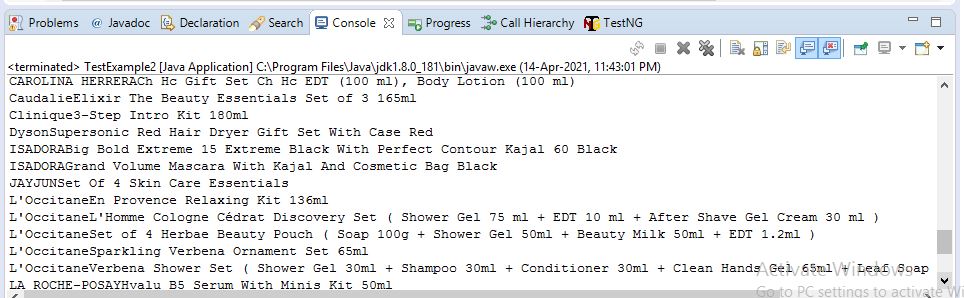 Problems @ Javadoc Declaration Search Console Progress Call Hierarchy TestNG
<terminated> TestExample2 [Java Application] C:\Program Files\Java\jdk1.8.0_181\bin\javaw.exe (14-Apr-2021, 11:43:01 PM)
CAROLINA HERRERACh Hc Gift Set Ch Hc EDT (100 ml), Body Lotion (100 ml)
CaudalieElixir The Beauty Essentials Set of 3 165ml
Clinique3-Step Intro Kit 180ml
DysonSupersonic Red Hair Dryer Gift Set With Case Red
ISADORABig Bold Extreme 15 Extreme Black With Perfect Contour Kajal 60 Black
ISADORAGrand Volume Mascara With Kajal And Cosmetic Bag Black
JAYJUNSet Of 4 Skin Care Essentials
L'OccitaneEn Provence Relaxing Kit 136ml
L'OccitaneL'Homme Cologne Cédrat Discovery Set ( Shower Gel 75 ml + EDT 10 ml + After Shave Gel Cream 30 ml )
L'OccitaneSet of 4 Herbae Beauty Pouch ( Soap 100g + Shower Gel 50ml + Beauty Milk 50ml + EDT 1.2ml )
L'OccitaneSparkling Verbena Ornament Set 65ml
L'OccitaneVerbena Shower Set ( Shower Gel 30ml + Shampoo 30ml + Conditioner 30ml + Clean Hands Gel 65ml + Leaf Soap
LA ROCHE-POSAYHyalu B5 Serum With Minis Kit 50ml
Activate Windows
Go to PC settings to activate Wi